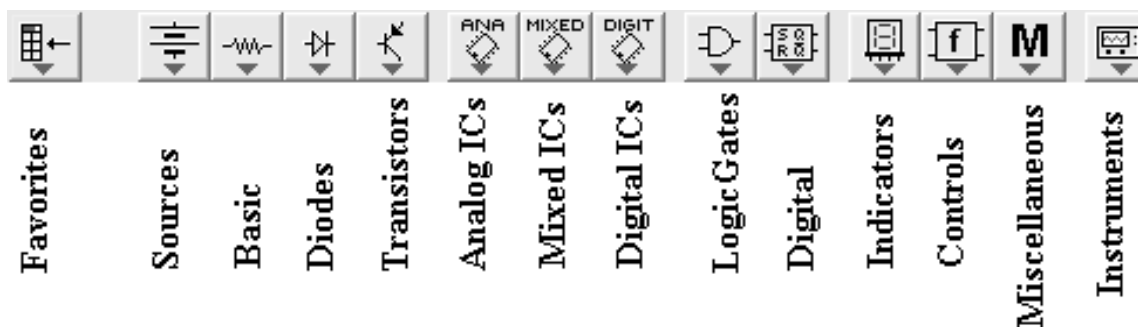 ANA
MIXED
DIGIT
S Q
R Q
f
M
Favorites
Sources
Basic
Diodes
Transistors
Analog ICs
Mixed ICs
Digital ICs
Logic Gates
Digital
Indicators
Controls
Miscellaneous
Instruments